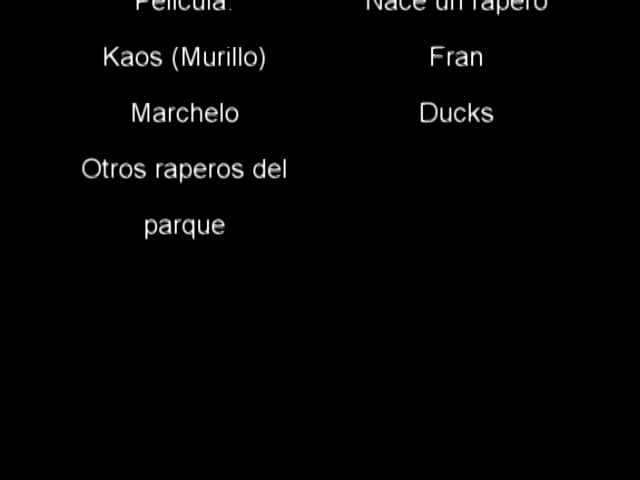 Película: Nace un rapero
Kaos (Murillo) Fran
Marchelo Ducks
Otros raperos del
parque